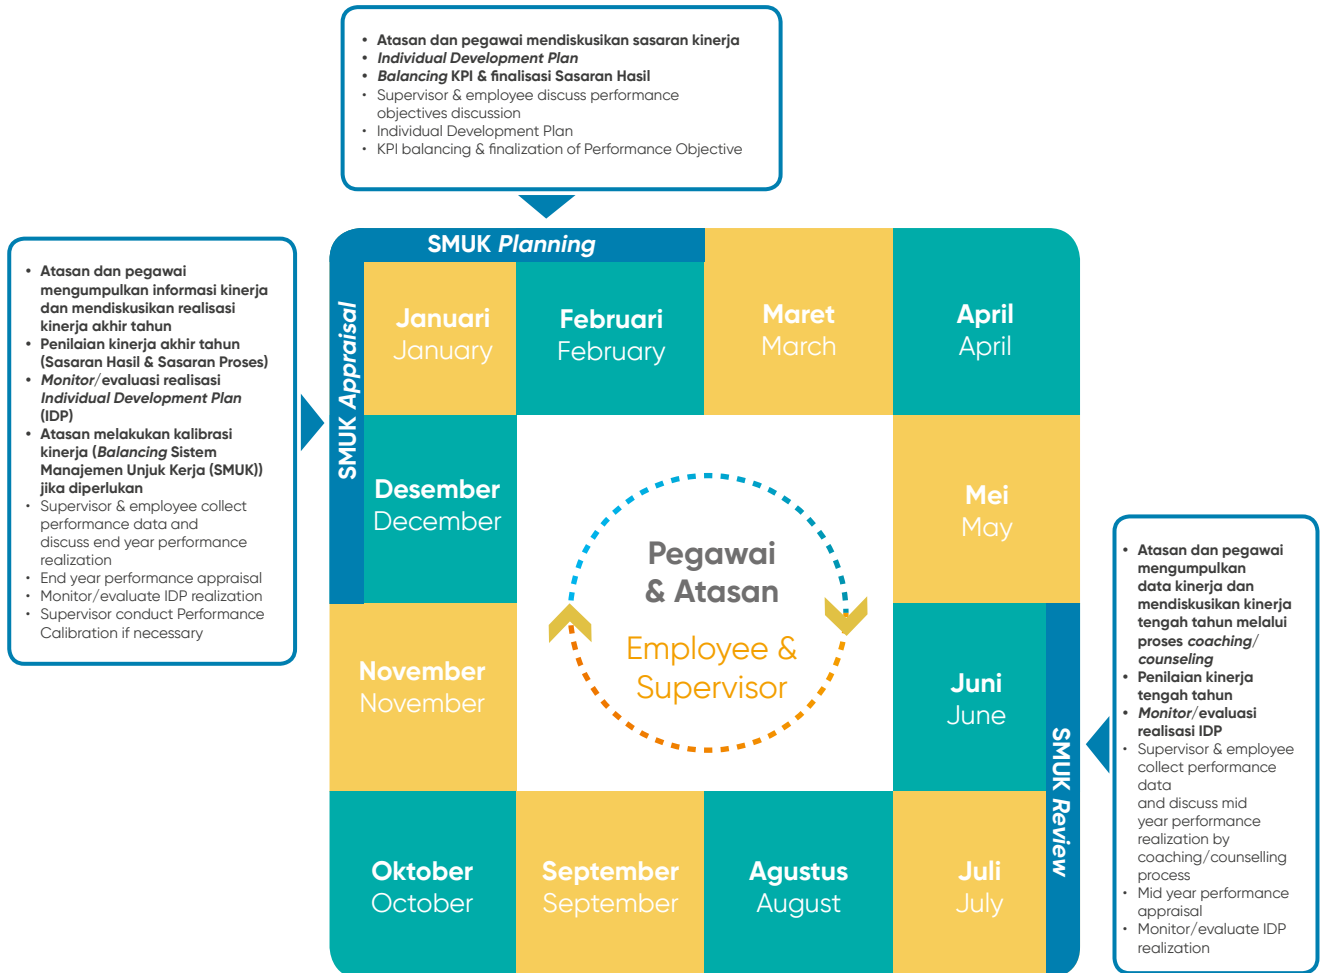 • Atasan dan pegawai mendiskusikan sasaran kinerja
• Individual Development Plan
• Balancing KPI & finalisasi Sasaran Hasil
• Supervisor & employee discuss performance
objectives discussion
• Individual Development Plan
• KPI balancing & finalization of Performance Objective
• Atasan dan pegawai
mengumpulkan informasi kinerja
dan mendiskusikan realisasi
kinerja akhir tahun
• Penilaian kinerja akhir tahun
(Sasaran Hasil & Sasaran Proses)
• Monitor/evaluasi realisasi
Individual Development Plan
(IDP)
• Atasan melakukan kalibrasi
kinerja (Balancing Sistem
Manajemen Unjuk Kerja (SMUK))
jika diperlukan
• Supervisor & employee collect
performance data and
discuss end year performance
realization
• End year performance appraisal
• Monitor/evaluate IDP realization
• Supervisor conduct Performance
Calibration if necessary
SMUK Planning
SMUK Appraisal
Januari
January
Februari
February
Maret
March
April
April
Desember
December
Mei
May
Pegawai
& Atasan
Employee &
Supervisor
November
November
Juni
June
SMUK Review
Oktober
October
September
September
Agustus
August
Juli
July
• Atasan dan pegawai
mengumpulkan
data kinerja dan
mendiskusikan kinerja
tengah tahun melalui
proses coaching/
counseling
• Penilaian kinerja
tengah tahun
• Monitor/evaluasi
realisasi IDP
• Supervisor & employee
collect performance
data
and discuss mid
year performance
realization by
coaching/counselling
process
• Mid year performance
appraisal
• Monitor/evaluate IDP
realization